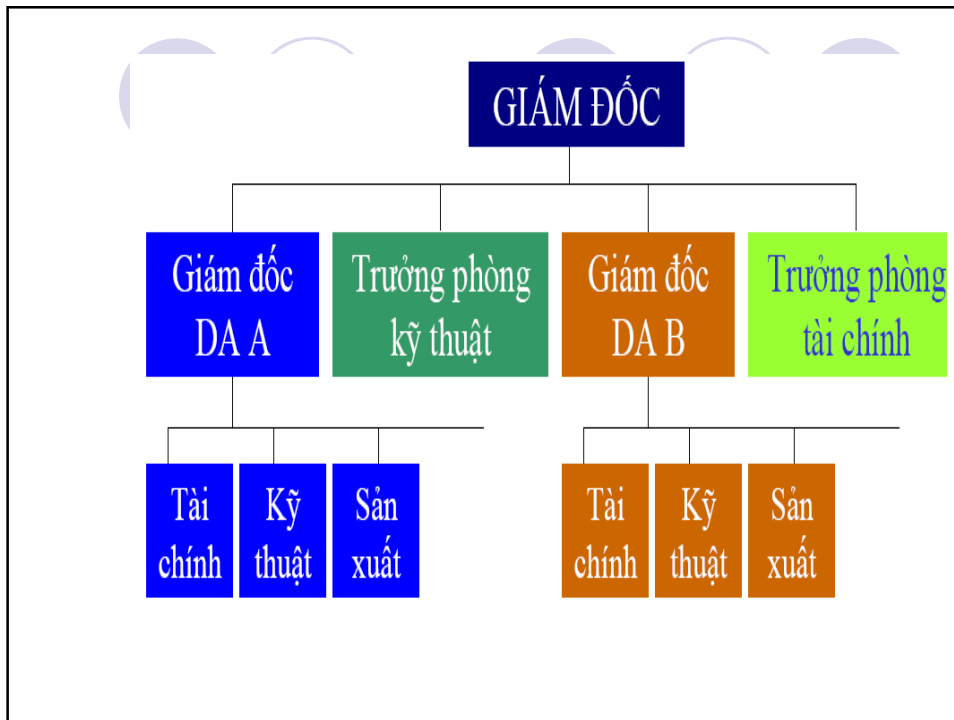 GIÁM ĐỐC
Giám đốc
DA A
Trưởng phòng
kỹ thuật
Giám đốc
DA B
Trưởng phòng
tài chính
Tài
chính
Kỹ
thuật
Sản
xuất
Tài
chính
Kỹ
thuật
Sản
xuất